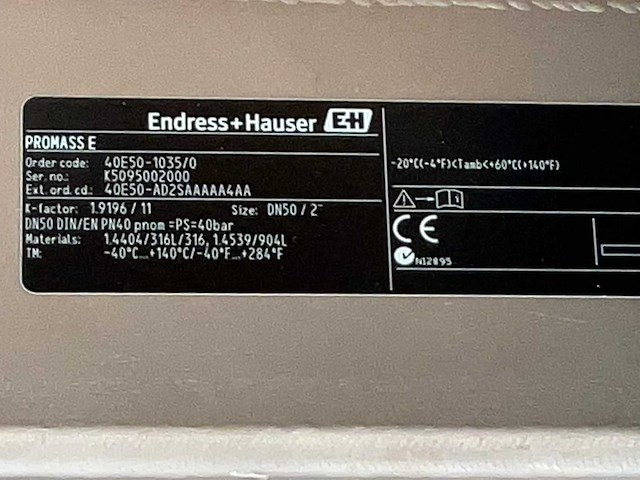 Endress+Hauser EH
PROMASS E
Order code: 40E50-1035/0
Ser. no.: K5095002000
Ext. ord. cd.: 40E50-AD2SAAAAA4AA
K-factor: 1.9196 / 11 Size: DN50 / 2"
DN50 DIN/EN PN40 pnom =PS=40bar
Materials: 1.4404/316L/316, 1.4539/904L
TM: -40°C...+140°C/-40°F...+284°F
-20°C(-4°F)<Tamb<+60°C(+140°F)
CE
N12895